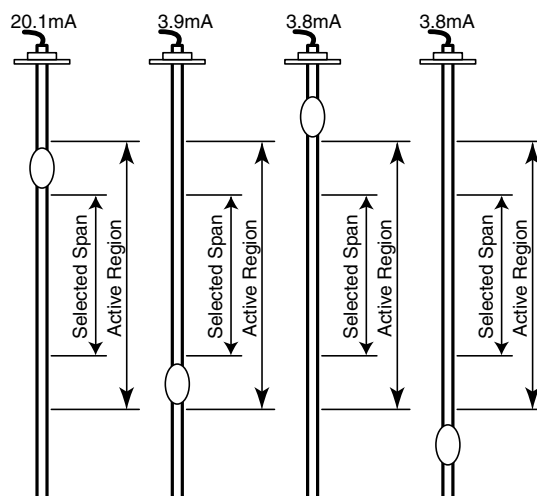 20.1mA
3.9mA
3.8mA
3.8mA
Selected Span
Active Region
Selected Span
Active Region
Selected Span
Active Region
Selected Span
Active Region